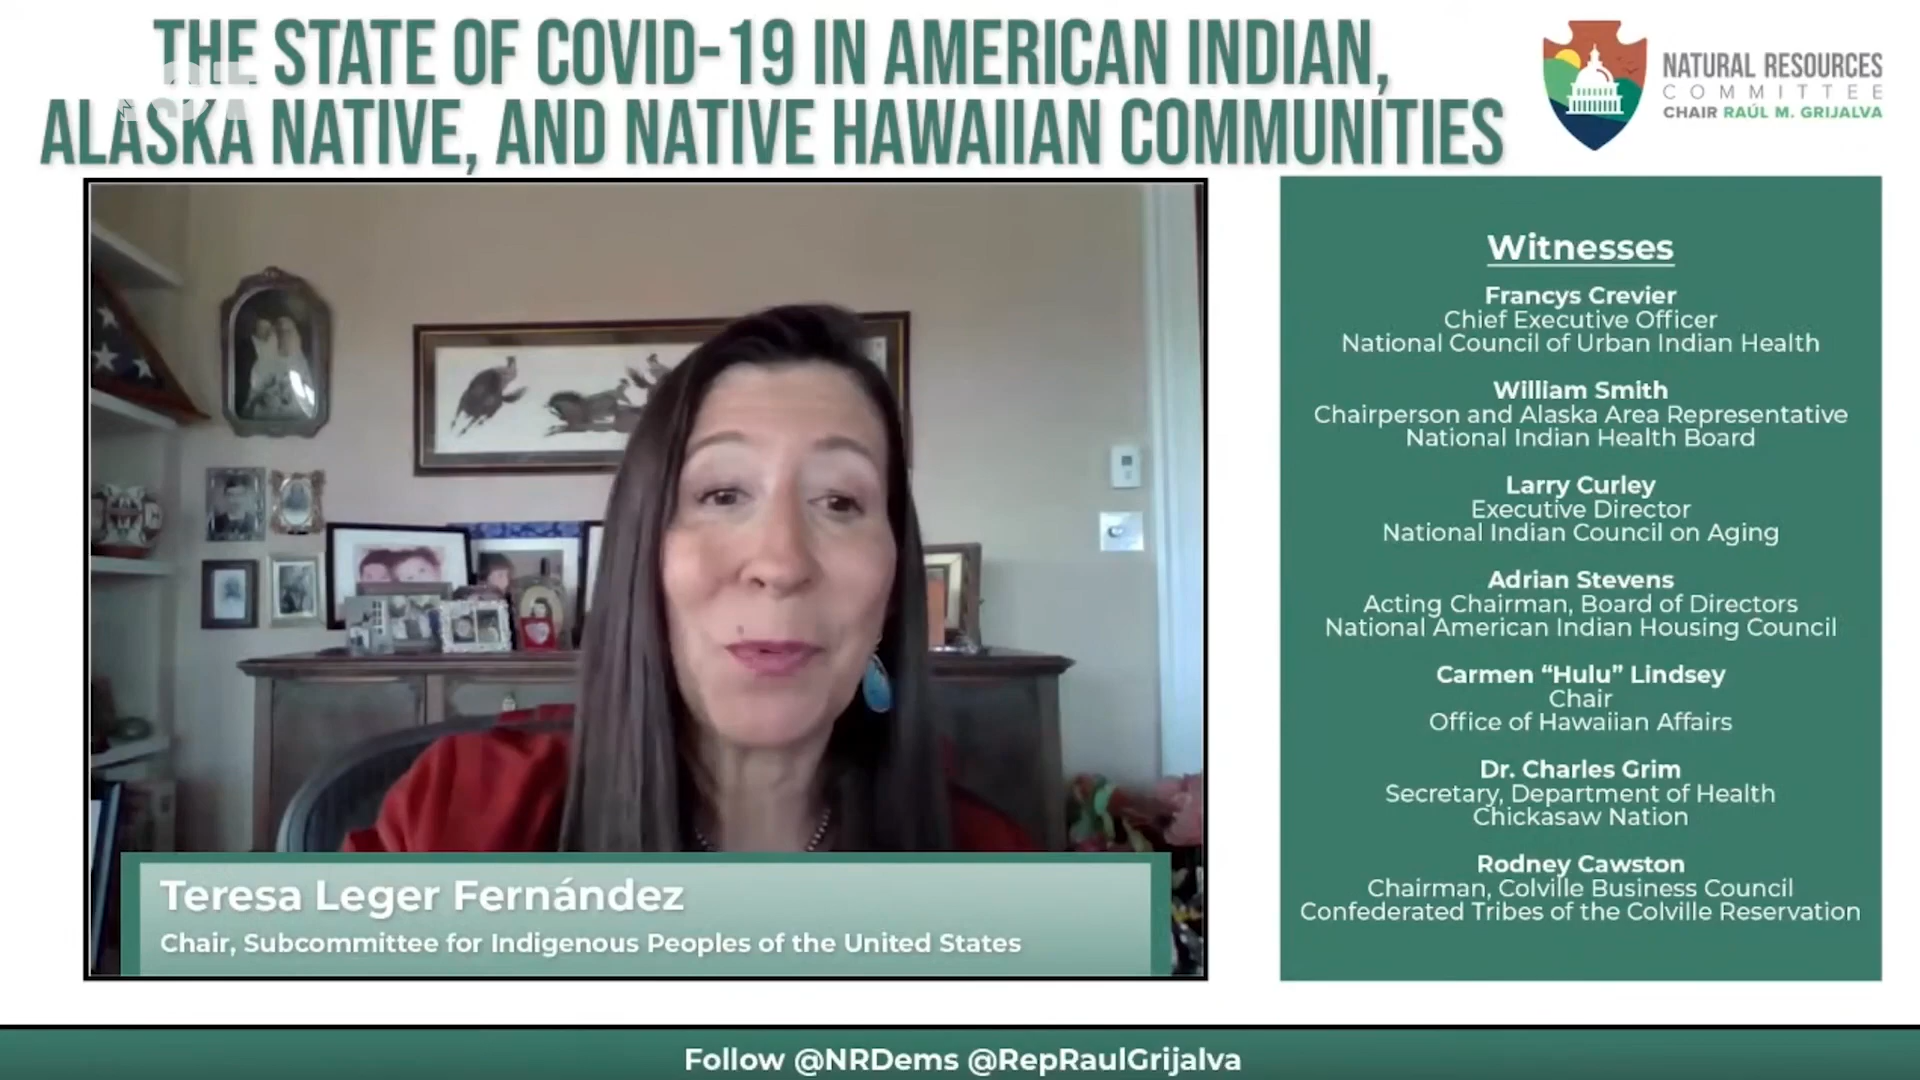 THE STATE OF COVID-19 IN AMERICAN INDIAN,
ALASKA NATIVE, AND NATIVE HAWAIIAN COMMUNITIES
NATURAL RESOURCES
COMMITTEE
CHAIR RAÚL M. GRIJALVA
Witnesses
Francys Crevier
Chief Executive Officer
National Council of Urban Indian Health
William Smith
Chairperson and Alaska Area Representative
National Indian Health Board
Larry Curley
Executive Director
National Indian Council on Aging
Adrian Stevens
Acting Chairman, Board of Directors
National American Indian Housing Council
Carmen “Hulu” Lindsey
Chair
Office of Hawaiian Affairs
Dr. Charles Grim
Secretary, Department of Health
Chickasaw Nation
Rodney Cawston
Chairman, Colville Business Council
Confederated Tribes of the Colville Reservation
Teresa Leger Fernández
Chair, Subcommittee for Indigenous Peoples of the United States
Follow @NRDems @RepRaulGrijalva